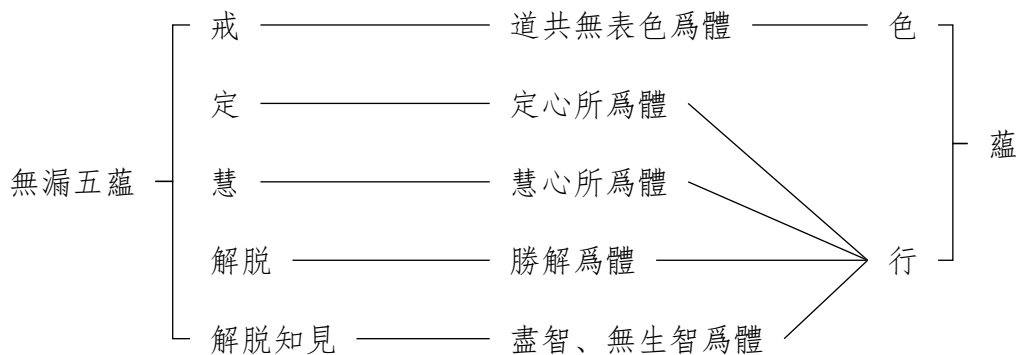 戒 道共無表色爲體 色
定 定心所爲體
蘊
無漏五蘊 慧 慧心所爲體
解脱 勝解爲體 行
解脱知見 盡智、無生智爲體